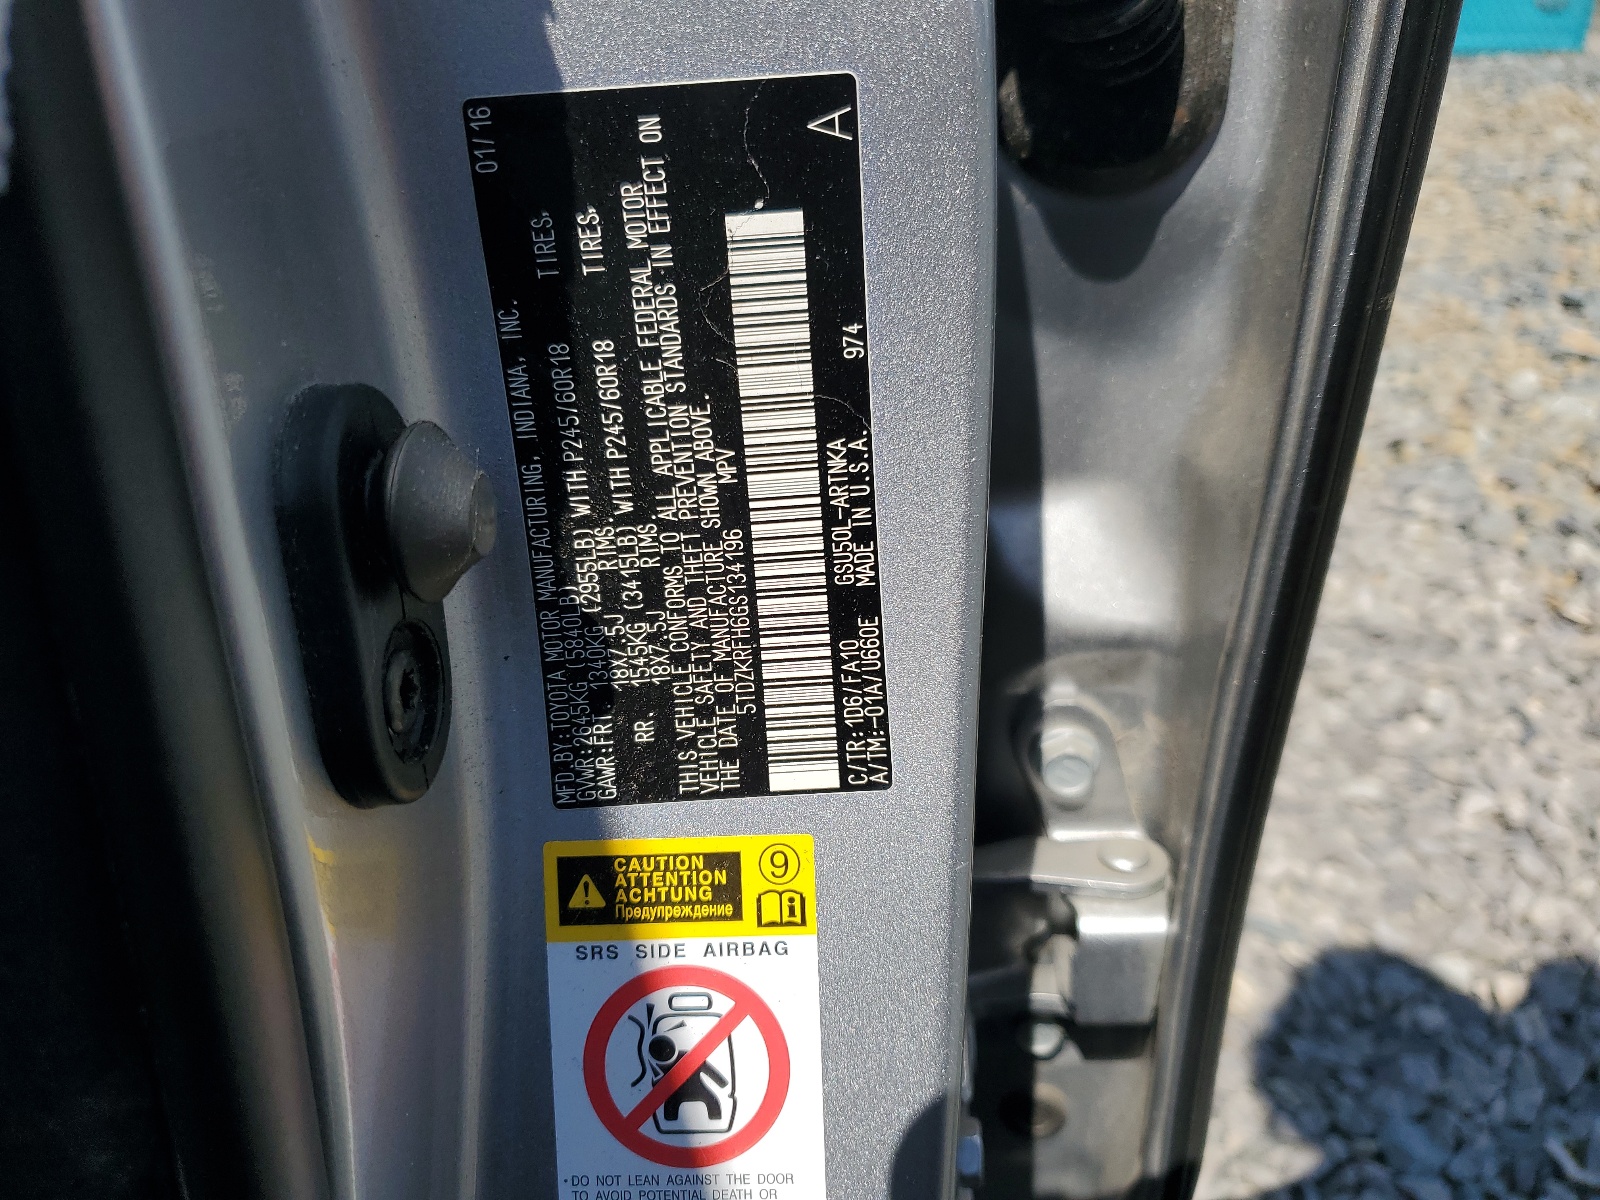 01/16
MFD.BY:TOYOTA MOTOR MANUFACTURING, INDIANA, INC.
GVWR:2645KG (5840LB)
GAWR:FRT. 1340KG (2955LB) WITH P245/60R18 TIRES,
18X7.5J RIMS.
RR. 1545KG (3415LB) WITH P245/60R18 TIRES,
18X7.5J RIMS.
THIS VEHICLE CONFORMS TO ALL APPLICABLE FEDERAL MOTOR
VEHICLE SAFETY AND THEFT PREVENTION STANDARDS IN EFFECT ON
THE DATE OF MANUFACTURE SHOWN ABOVE.
5TDZKRFH6GS134196 MPV
C/TR:1D6/FA10 GSU50L-ARTNKA 974
A/TM:-01A/U660E MADE IN U.S.A.
A
CAUTION
ATTENTION
ACHTUNG
Предупреждение
9
i
SRS SIDE AIRBAG
•DO NOT LEAN AGAINST THE DOOR
TO AVOID POTENTIAL DEATH OR